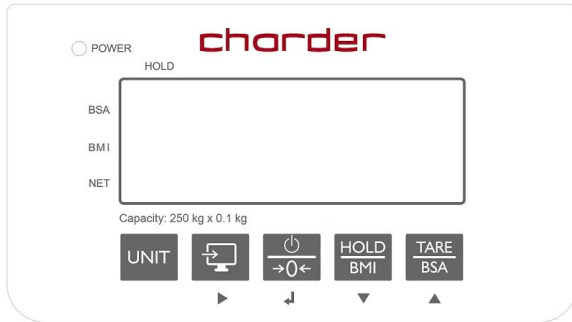 charder
POWER
HOLD
BSA
BMI
NET
Capacity: 250 kg x 0.1 kg
UNIT
→0←
HOLD
BMI
TARE
BSA